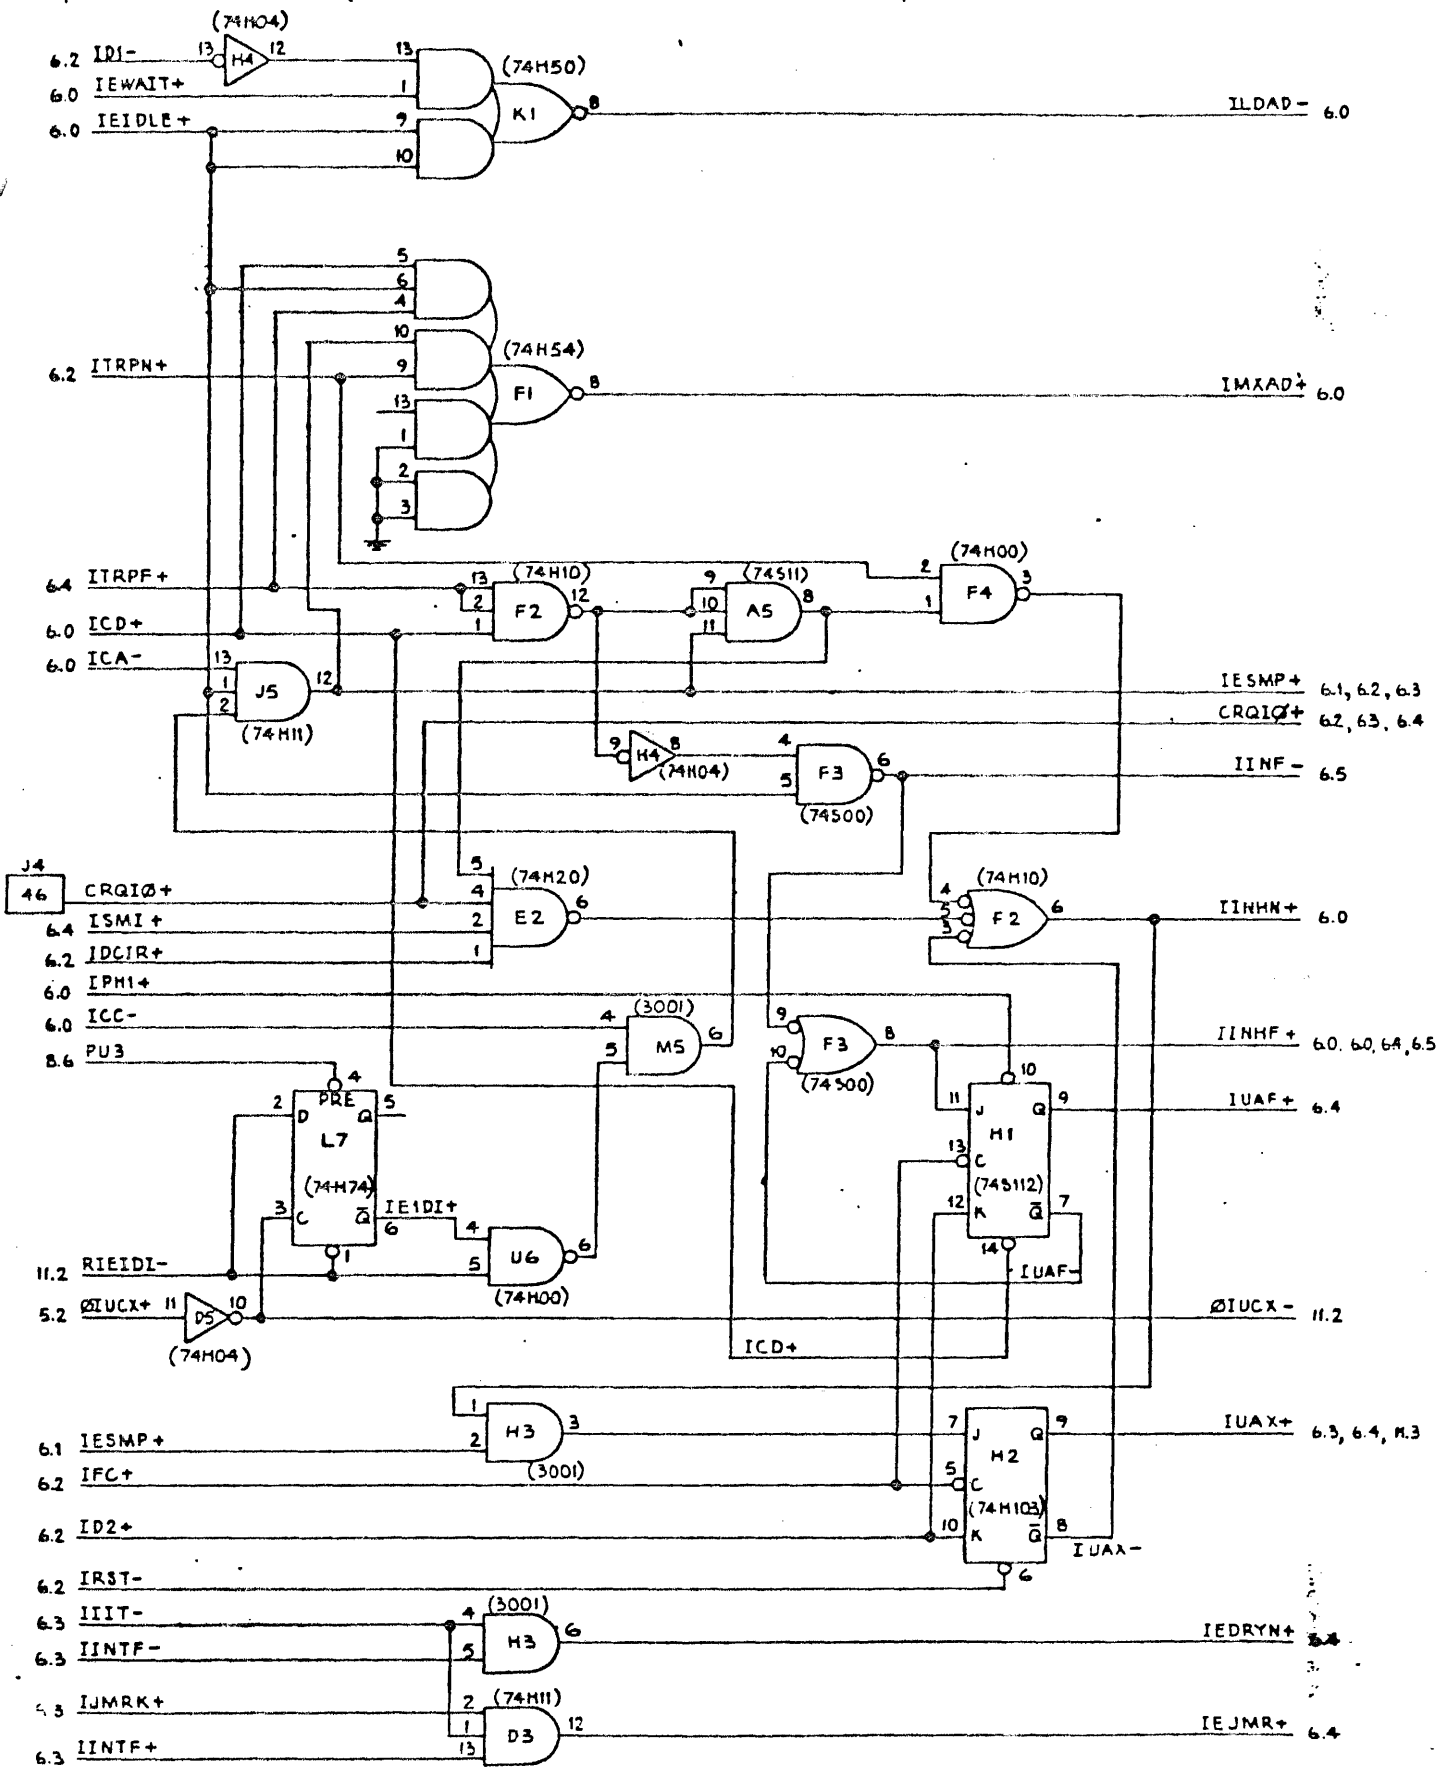 (74H04)
6.2 ID1- 13 H4 12 13
6.0 IEWAIT+ 1
(74H50)
K1 8 ILDAD- 6.0
6.0 IEIDLE+ 9
10
5
6
4
10
(74H54)
6.2 ITRPN+ 9
F1 8 IMXAD+ 6.0
13
1
2
3
(74H00)
2 F4 3
1
6.4 ITRPF+ 13 (74H10) 12 9 (74S11)
2 F2 10 A5 8
6.0 ICD+ 1 11
6.0 ICA- 13
1 J5 12 IESMP+ 6.1, 6.2, 6.3
2
(74H11)
CRQIØ+ 6.2, 6.3, 6.4
9 H4 8 4
(74H04)
F3 6 IINF- 6.5
5
(74S00)
J4
46 CRQIØ+ 4
5 (74H20)
E2 6
6.4 ISMI+ 2
6.2 IDCIR+ 1
(74H10)
4
5 F2 6 IINHN+ 6.0
3
6.0 IPH1+
6.0 ICC- 4 (3001)
5 M5 6
9
F3 8 IINHF+ 6.0, 6.0, 6.4, 6.5
10
(74S00)
8.6 PU3
4
PRE
2 D Q 5
L7
(74H74)
3 C Q̅ 6
1
IE1DI+ 4
U6 6
5
(74H00)
10
11 J Q 9 IUAF+ 6.4
H1
13 C
(74S112)
12 K Q̅ 7
14
IUAF-
11.2 RIEIDI-
5.2 ØIUCX+ 11 D5 10 ØIUCX- 11.2
(74H04)
ICD+
1
H3 3
2
(3001)
6.1 IESMP+
7 J Q 9 IUAX+ 6.3, 6.4, 11.3
H2
6.2 IFC+ 5 C
(74H103)
6.2 ID2+ 10 K Q̅ 8
IUAX-
6.2 IRST- 6
6.3 IIIT- 4 (3001)
H3 6 IEDRYN+
6.3 IINTF- 5
IJMRK+ 2 (74H11)
1 D3 12 IEJMR+ 6.4
6.3 IINTF+ 13